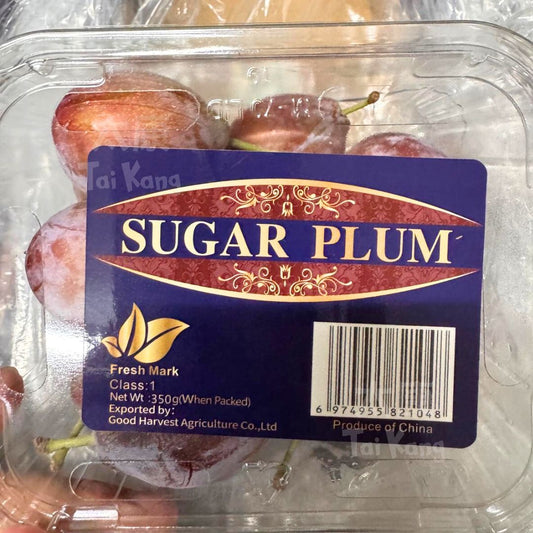 Tai Kang
SUGAR PLUM
Fresh Mark
Class:1
Net Wt :350g(When Packed)
Exported by:
Good Harvest Agriculture Co.,Ltd
6 974955 821048
Produce of China
Tai Kang